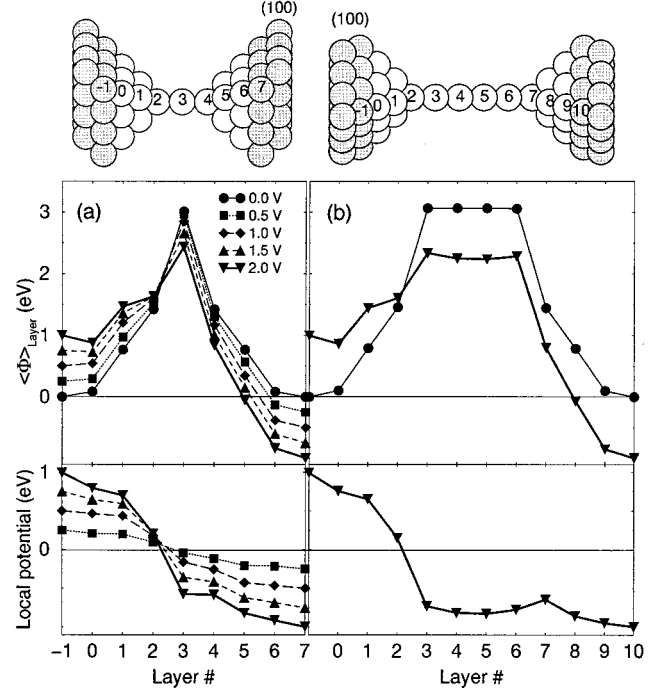 (100)
(100)
-1 0 1 2 3 4 5 6 7
-1 0 1 2 3 4 5 6 7 8 9 10
(a)
0.0 V
0.5 V
1.0 V
1.5 V
2.0 V
(b)
3
2
1
0
<Φ>Layer (eV)
1
0
Local potential (eV)
-1 0 1 2 3 4 5 6 7
0 1 2 3 4 5 6 7 8 9 10
Layer #
Layer #